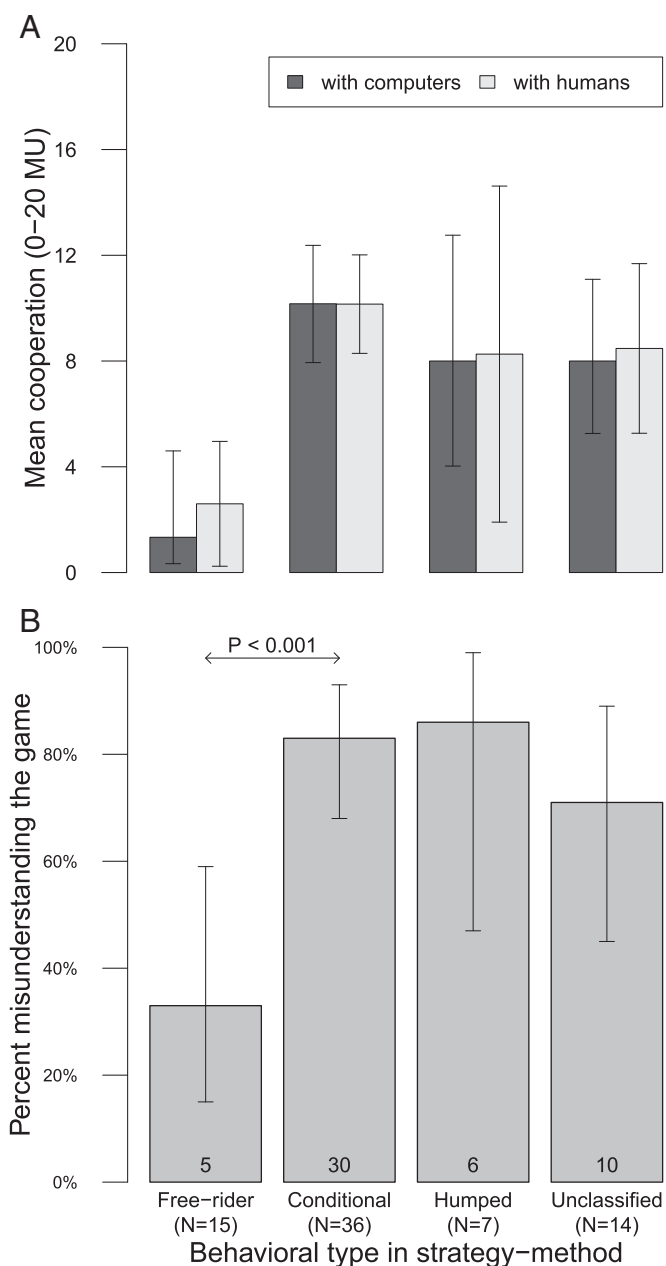 A
20
with computers with humans
16
12
8
4
0
Mean cooperation (0−20 MU)
B
100%
P < 0.001
80%
60%
40%
20%
0%
Percent misunderstanding the game
5 30 6 10
Free−rider Conditional Humped Unclassified
(N=15) (N=36) (N=7) (N=14)
Behavioral type in strategy−method